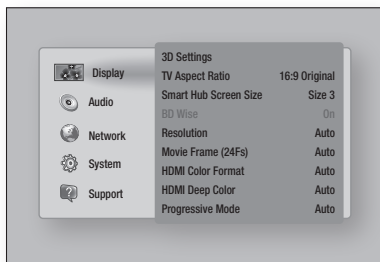 Display
Audio
Network
System
Support
3D Settings
TV Aspect Ratio 16:9 Original
Smart Hub Screen Size Size 3
BD Wise On
Resolution Auto
Movie Frame (24Fs) Auto
HDMI Color Format Auto
HDMI Deep Color Auto
Progressive Mode Auto